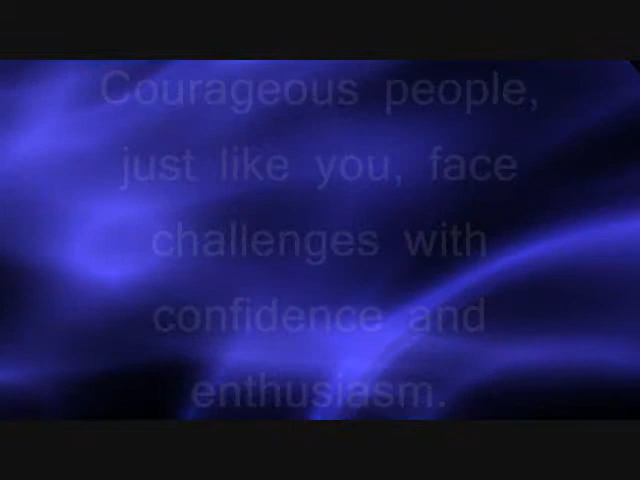 Courageous people,
just like you, face
challenges with
confidence and
enthusiasm.